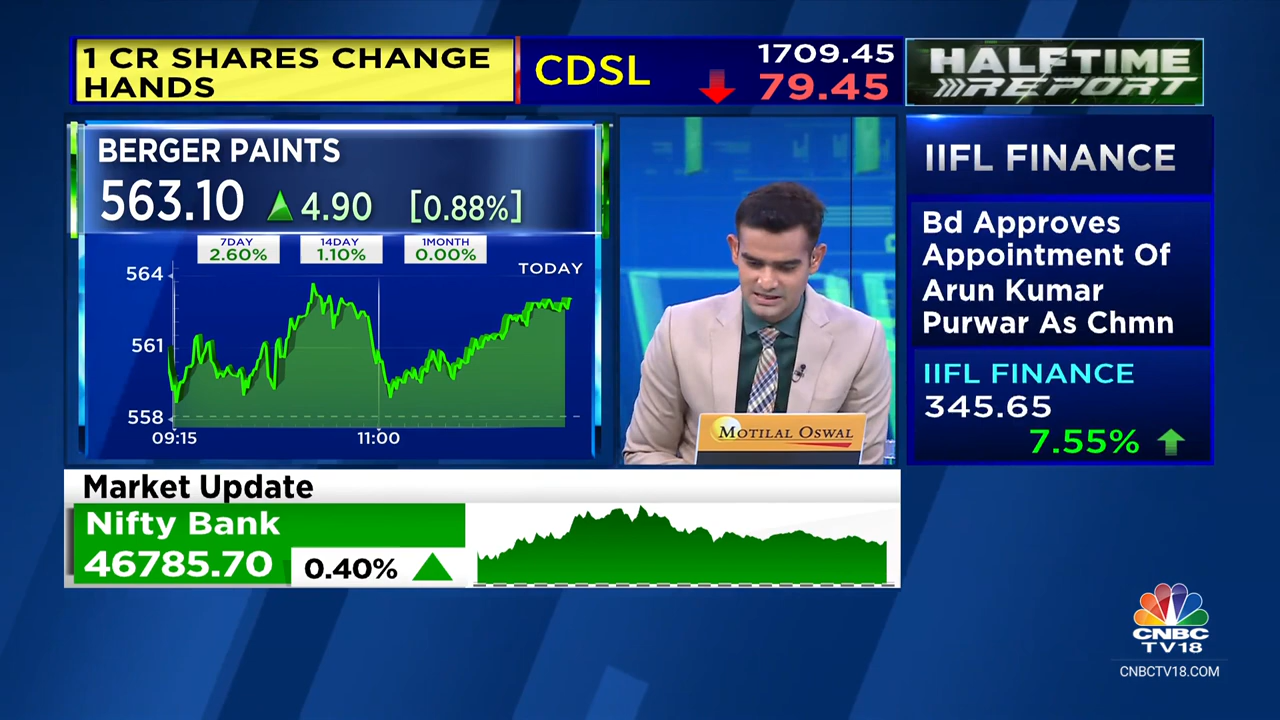 1 CR SHARES CHANGE
HANDS
CDSL
1709.45
79.45
HALFTIME
REPORT
BERGER PAINTS
563.10 4.90 [0.88%]
7DAY
2.60%
14DAY
1.10%
1MONTH
0.00%
TODAY
564
561
558
09:15
11:00
MOTILAL OSWAL
IIFL FINANCE
Bd Approves
Appointment Of
Arun Kumar
Purwar As Chmn
IIFL FINANCE
345.65
7.55%
Market Update
Nifty Bank
46785.70 0.40%
CNBC
TV18
CNBCTV18.COM